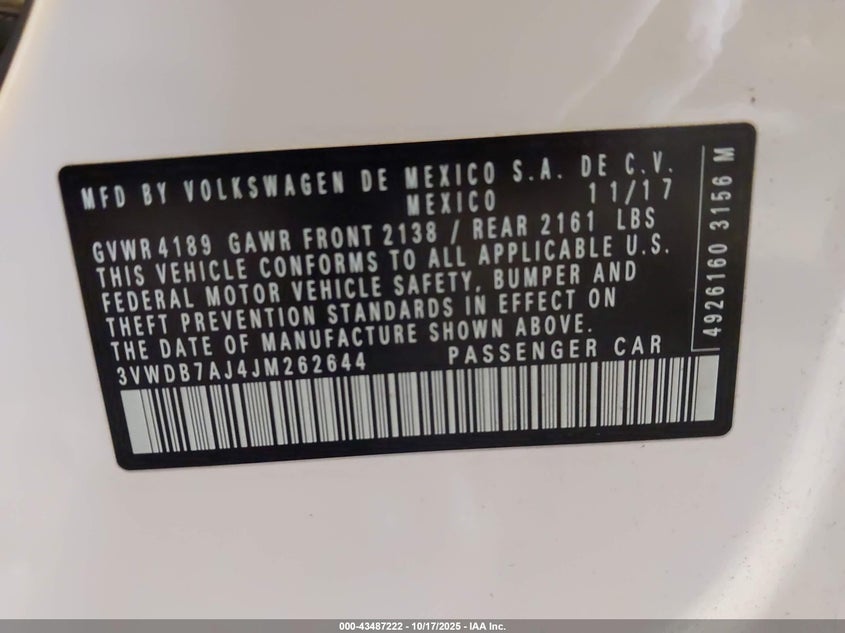 MFD BY VOLKSWAGEN DE MEXICO S.A. DE C.V.
MEXICO 11/17
GVWR 4189 GAWR FRONT 2138 / REAR 2161 LBS
THIS VEHICLE CONFORMS TO ALL APPLICABLE U.S.
FEDERAL MOTOR VEHICLE SAFETY, BUMPER AND
THEFT PREVENTION STANDARDS IN EFFECT ON
THE DATE OF MANUFACTURE SHOWN ABOVE.
3VWDB7AJ4JM262644 PASSENGER CAR
4926160 3156 M
000-43487222 - 10/17/2025 - IAA Inc.